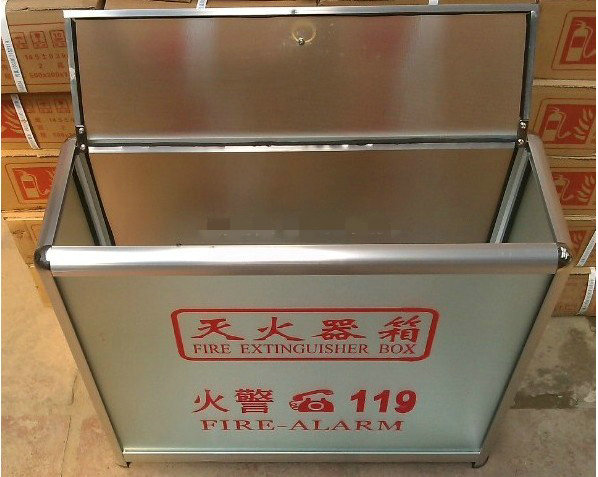 灭火器箱
FIRE EXTINGUISHER BOX
火警 119
FIRE-ALARM